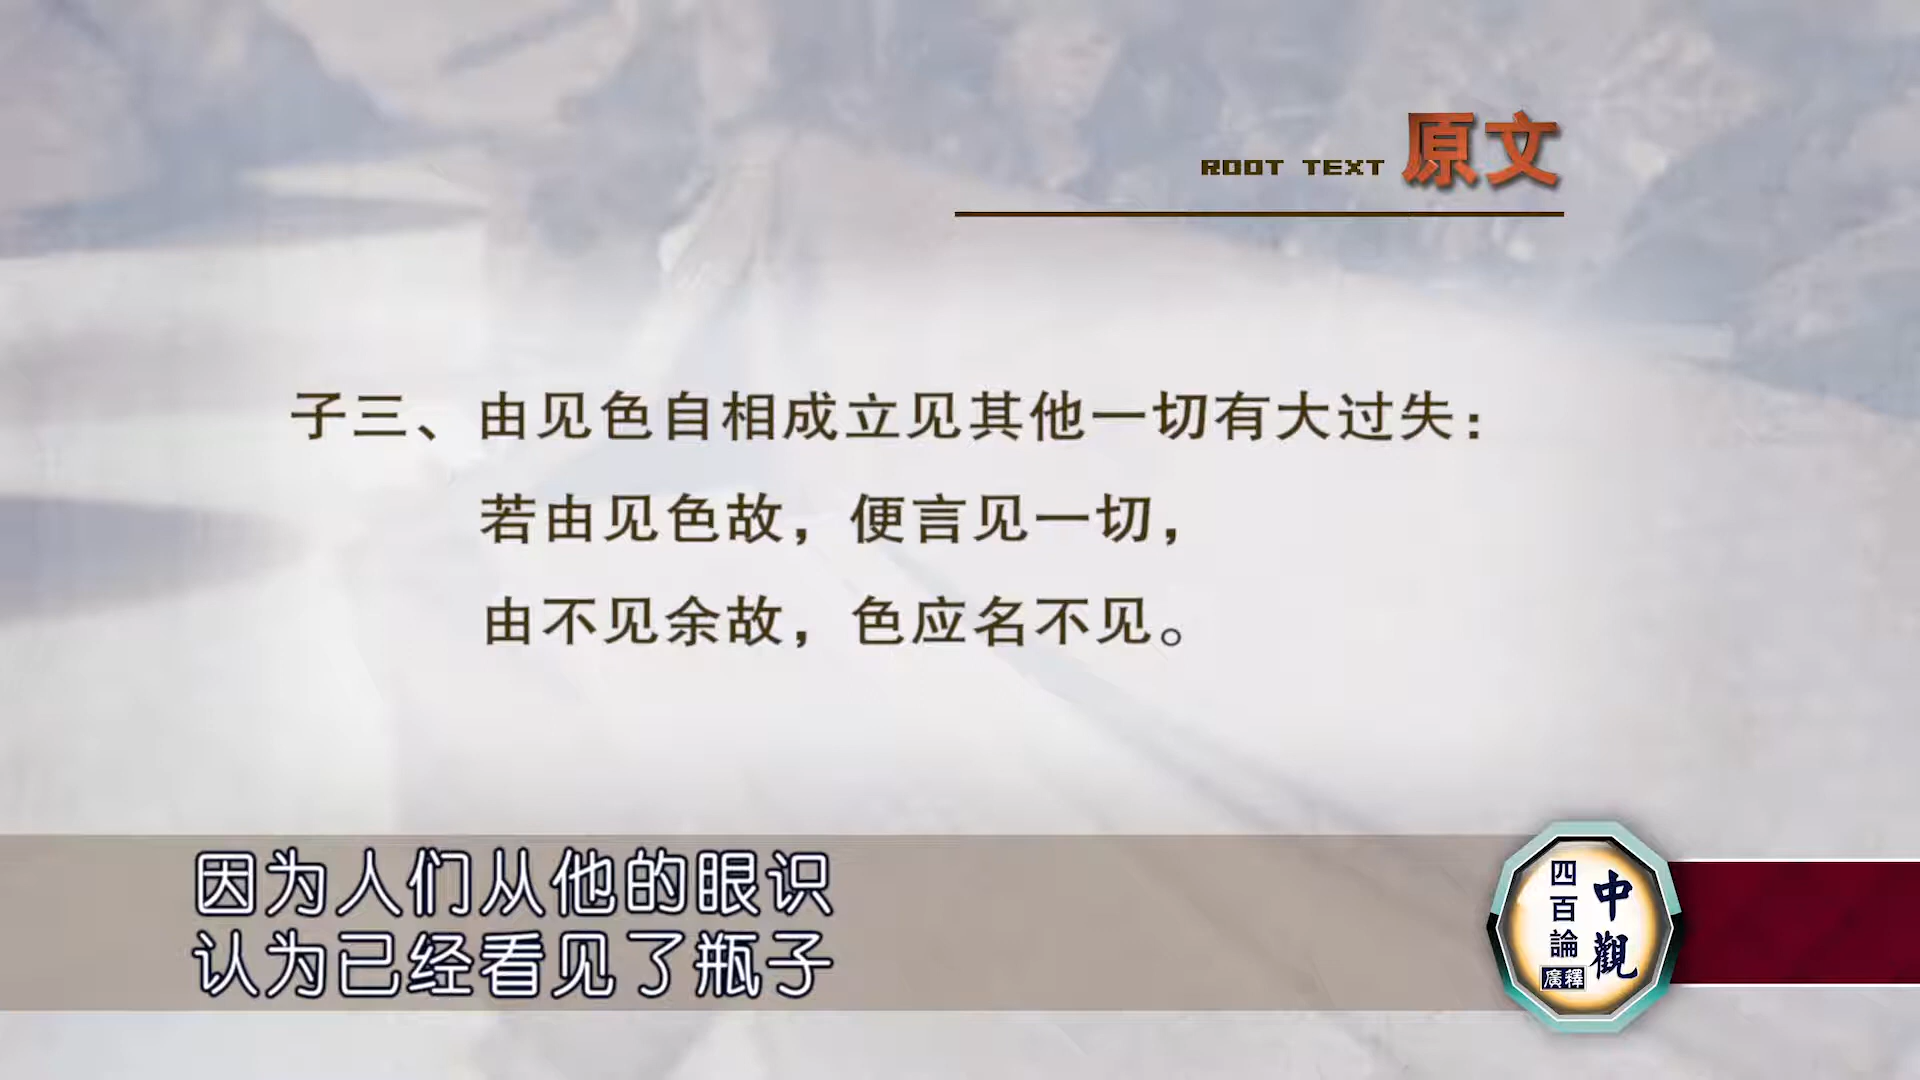 ROOT TEXT 原文
子三、由见色自相成立见其他一切有大过失：
若由见色故，便言见一切，
由不见余故，色应名不见。
因为人们从他的眼识
认为已经看见了瓶子
中觀
四百論
廣釋